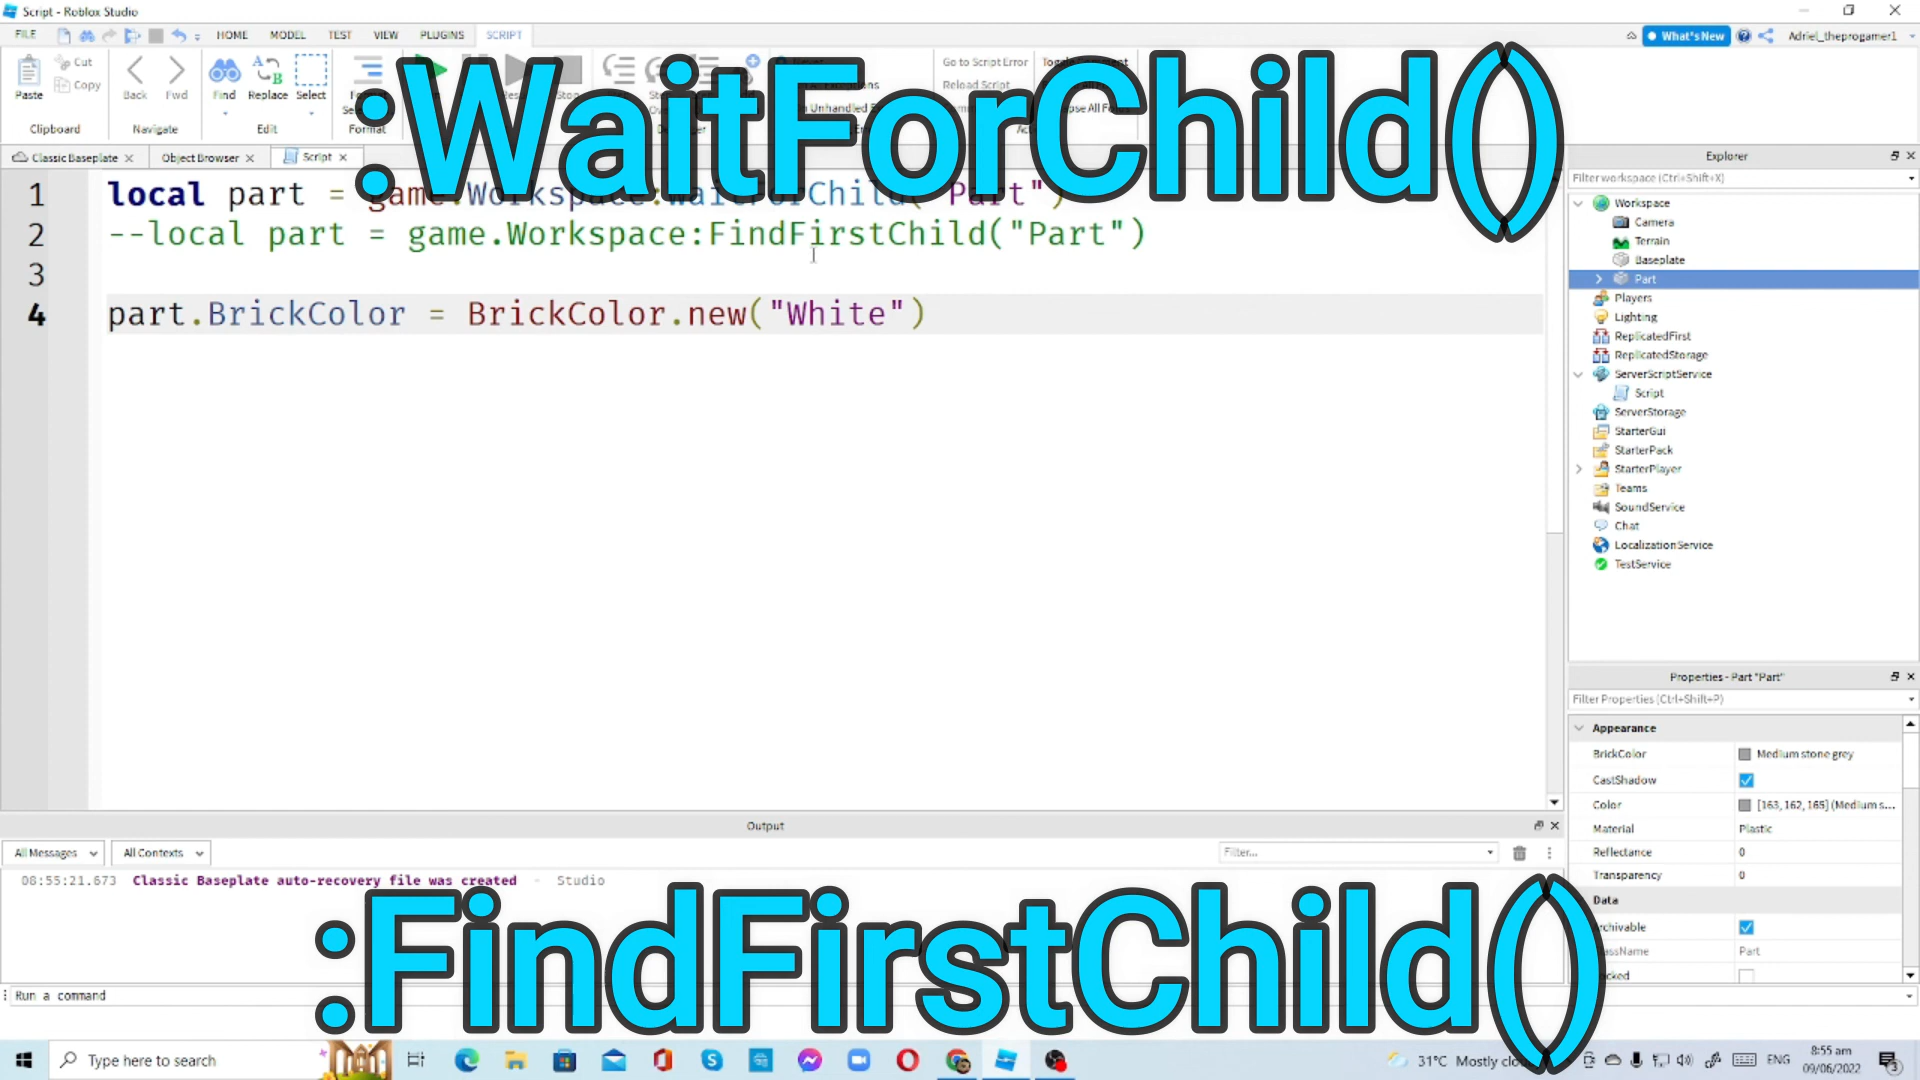 Script - Roblox Studio
FILE HOME MODEL TEST VIEW PLUGINS SCRIPT
What's New Adriel_theprogamer1
Paste Cut Copy Back Fwd Find Replace Select
Go to Script Error
Reload Script
Clipboard Navigate Edit Format
:WaitForChild()
Classic Baseplate Object Browser Script
1 local part = game.Workspace:WaitForChild("Part")
2 --local part = game.Workspace:FindFirstChild("Part")
3
4 part.BrickColor = BrickColor.new("White")
Explorer
Filter workspace (Ctrl+Shift+X)
Workspace
Camera
Terrain
Baseplate
Part
Players
Lighting
ReplicatedFirst
ReplicatedStorage
ServerScriptService
Script
ServerStorage
StarterGui
StarterPack
StarterPlayer
Teams
SoundService
Chat
LocalizationService
TestService
Properties - Part "Part"
Filter Properties (Ctrl+Shift+P)
Appearance
BrickColor Medium stone grey
CastShadow
Color [163, 162, 165] (Medium s...
Material Plastic
Reflectance 0
Transparency 0
Data
Part
Output
All Messages All Contexts Filter...
08:55:21.673 Classic Baseplate auto-recovery file was created - Studio
:FindFirstChild()
Run a command
Type here to search
31°C Mostly
ENG
8:55 am
09/06/2022
3